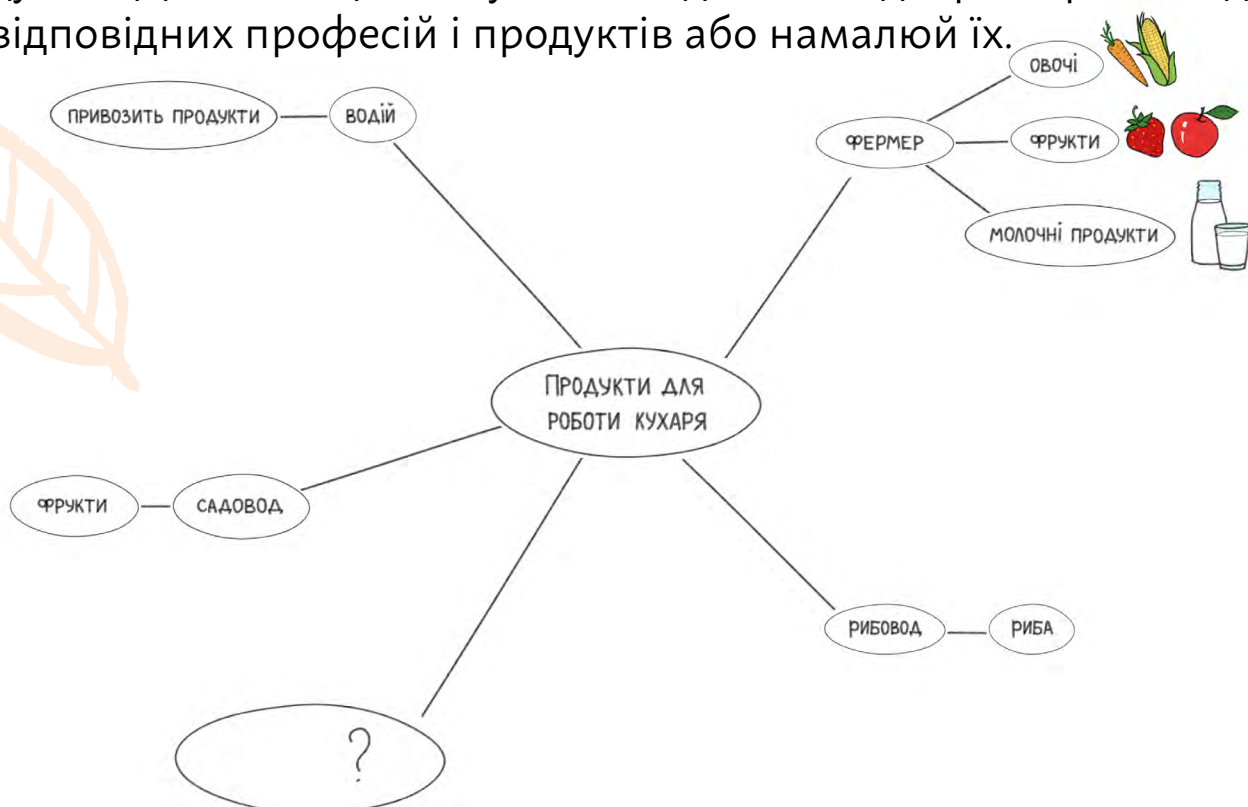 відповідних професій і продуктів або намалюй їх.
ОВОЧІ
ПРИВОЗИТЬ ПРОДУКТИ
ВОДІЙ
ФЕРМЕР
ФРУКТИ
МОЛОЧНІ ПРОДУКТИ
ПРОДУКТИ ДЛЯ
РОБОТИ КУХАРЯ
ФРУКТИ
САДОВОД
РИБОВОД
РИБА
?